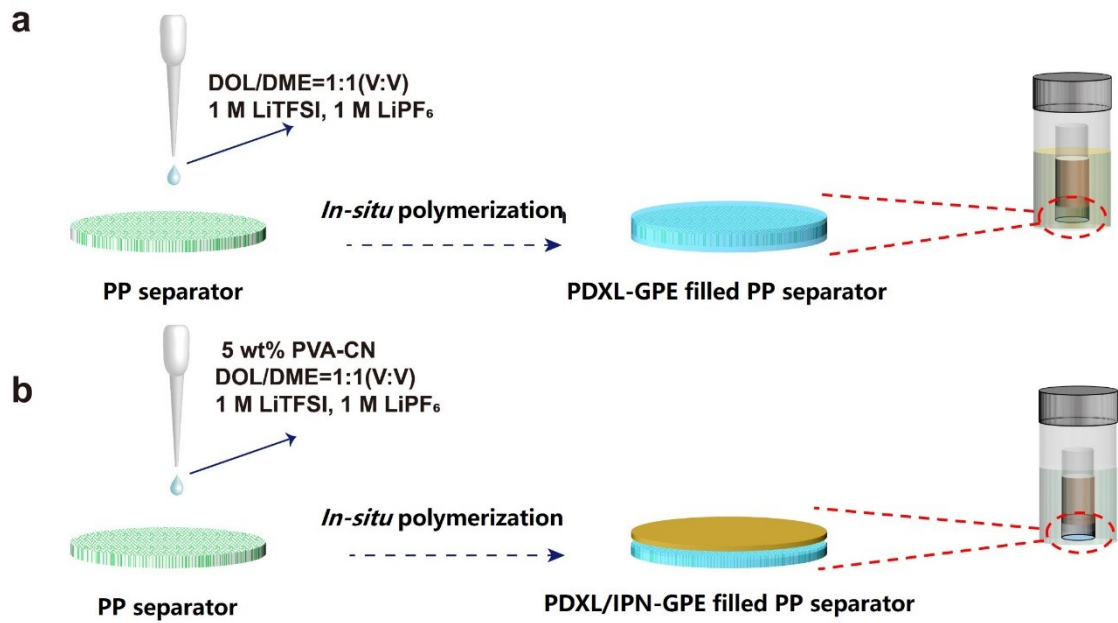 a
DOL/DME=1:1(V:V)
1 M LiTFSI, 1 M LiPF₆
In-situ polymerization
PP separator
PDXL-GPE filled PP separator
b
5 wt% PVA-CN
DOL/DME=1:1(V:V)
1 M LiTFSI, 1 M LiPF₆
In-situ polymerization
PP separator
PDXL/IPN-GPE filled PP separator